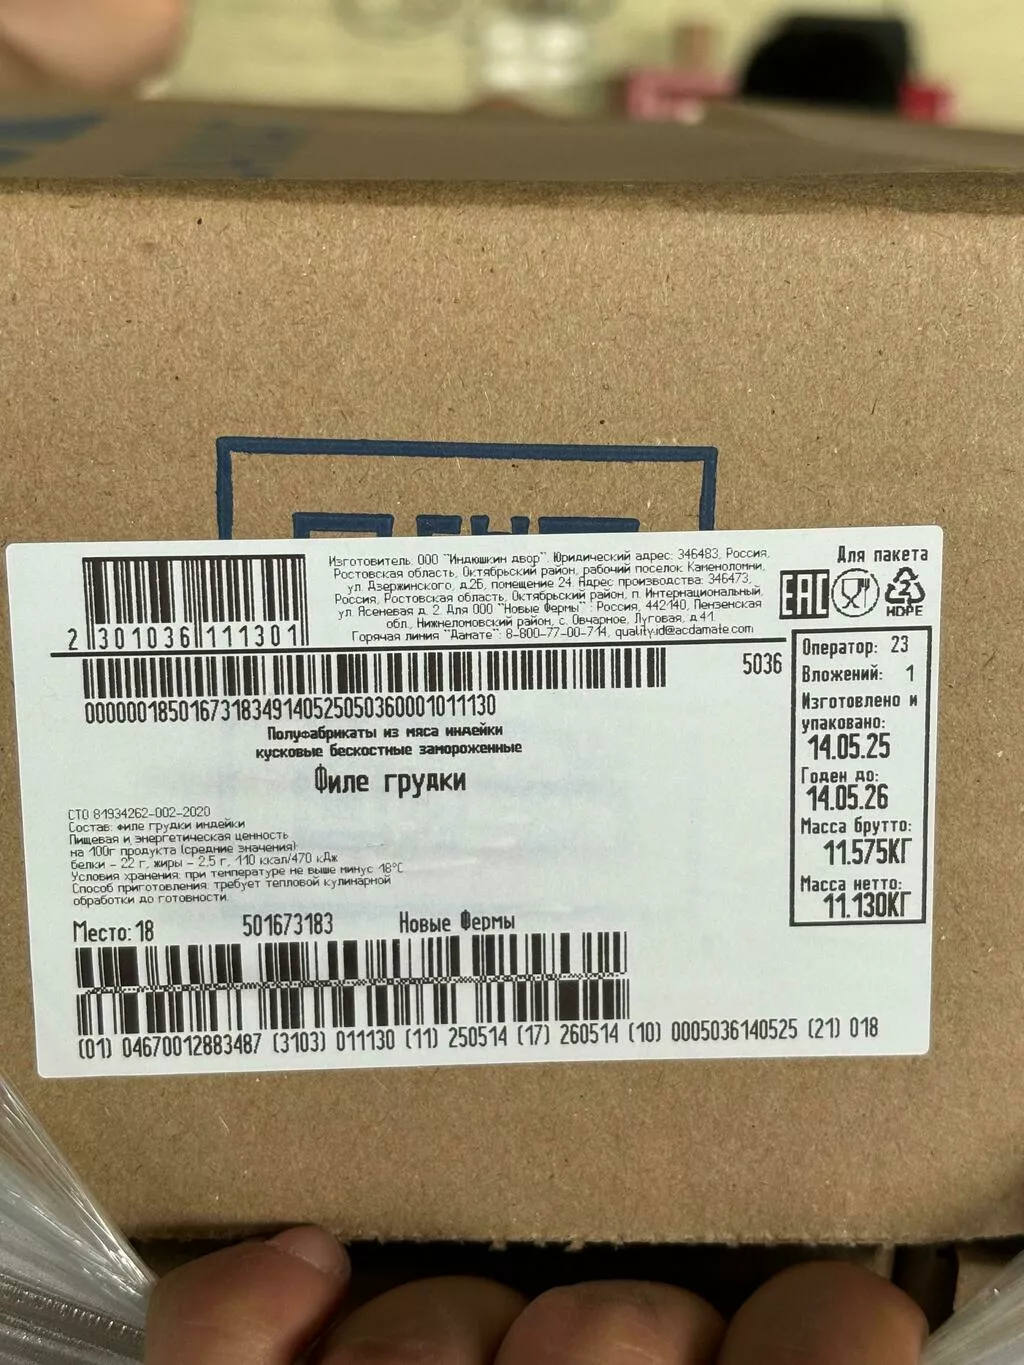 Изготовитель: ООО "Индюшкин двор". Юридический адрес: 346483, Россия,
Ростовская область, Октябрьский район, рабочий поселок Каменоломни,
ул. Дзержинского, д.2Б, помещение 24. Адрес производства: 346473,
Россия, Ростовская область, Октябрьский район, п. Интернациональный,
ул. Ясеневая д. 2. Для ООО "Новые Фермы" : Россия, 442140, Пензенская
обл., Нижнеломовский район, с. Овчарное, Луговая, д.41.
Горячая линия "Дамате": 8-800-77-00-714, quality.id@acdamate.com
Для пакета
EAC
2
HDPE
2 301036 111301
5036
00000018501673183491405250503600010 11130
Полуфабрикаты из мяса индейки
кусковые бескостные замороженные
Филе грудки
Оператор: 23
Вложений: 1
Изготовлено и
упаковано:
14.05.25
Годен до:
14.05.26
Масса брутто:
11.575КГ
Масса нетто:
11.130КГ
СТО 81934262-002-2020
Состав: филе грудки индейки
Пищевая и энергетическая ценность
на 100г продукта (средние значения):
белки - 22 г, жиры - 2.5 г, 110 ккал/470 кДж
Условия хранения: при температуре не выше минус 18°С
Способ приготовления: требует тепловой кулинарной
обработки до готовности.
Место: 18 501673183 Новые Фермы
(01) 04670012883487 (3103) 011130 (11) 250514 (17) 260514 (10) 0005036140525 (21) 018